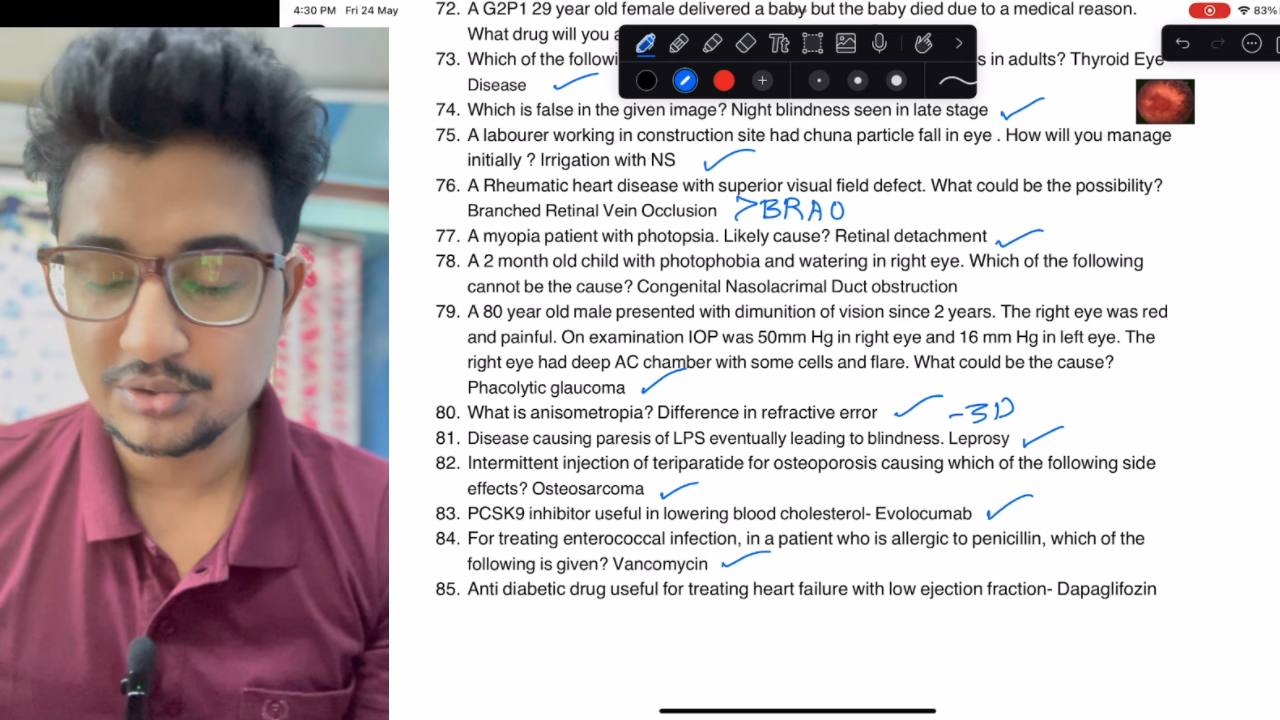 4:30 PM Fri 24 May
83%
72. A G2P1 29 year old female delivered a baby but the baby died due to a medical reason.
What drug will you
73. Which of the s in adults? Thyroid Eye
Disease
74. Which is false in the given image? Night blindness seen in late stage
75. A labourer working in construction site had chuna particle fall in eye . How will you manage
initially ? Irrigation with NS
76. A Rheumatic heart disease with superior visual field defect. What could be the possibility?
Branched Retinal Vein Occlusion >BRAO
77. A myopia patient with photopsia. Likely cause? Retinal detachment
78. A 2 month old child with photophobia and watering in right eye. Which of the following
cannot be the cause? Congenital Nasolacrimal Duct obstruction
79. A 80 year old male presented with dimunition of vision since 2 years. The right eye was red
and painful. On examination IOP was 50mm Hg in right eye and 16 mm Hg in left eye. The
right eye had deep AC chamber with some cells and flare. What could be the cause?
Phacolytic glaucoma
80. What is anisometropia? Difference in refractive error -3D
81. Disease causing paresis of LPS eventually leading to blindness. Leprosy
82. Intermittent injection of teriparatide for osteoporosis causing which of the following side
effects? Osteosarcoma
83. PCSK9 inhibitor useful in lowering blood cholesterol- Evolocumab
84. For treating enterococcal infection, in a patient who is allergic to penicillin, which of the
following is given? Vancomycin
85. Anti diabetic drug useful for treating heart failure with low ejection fraction- Dapaglifozin